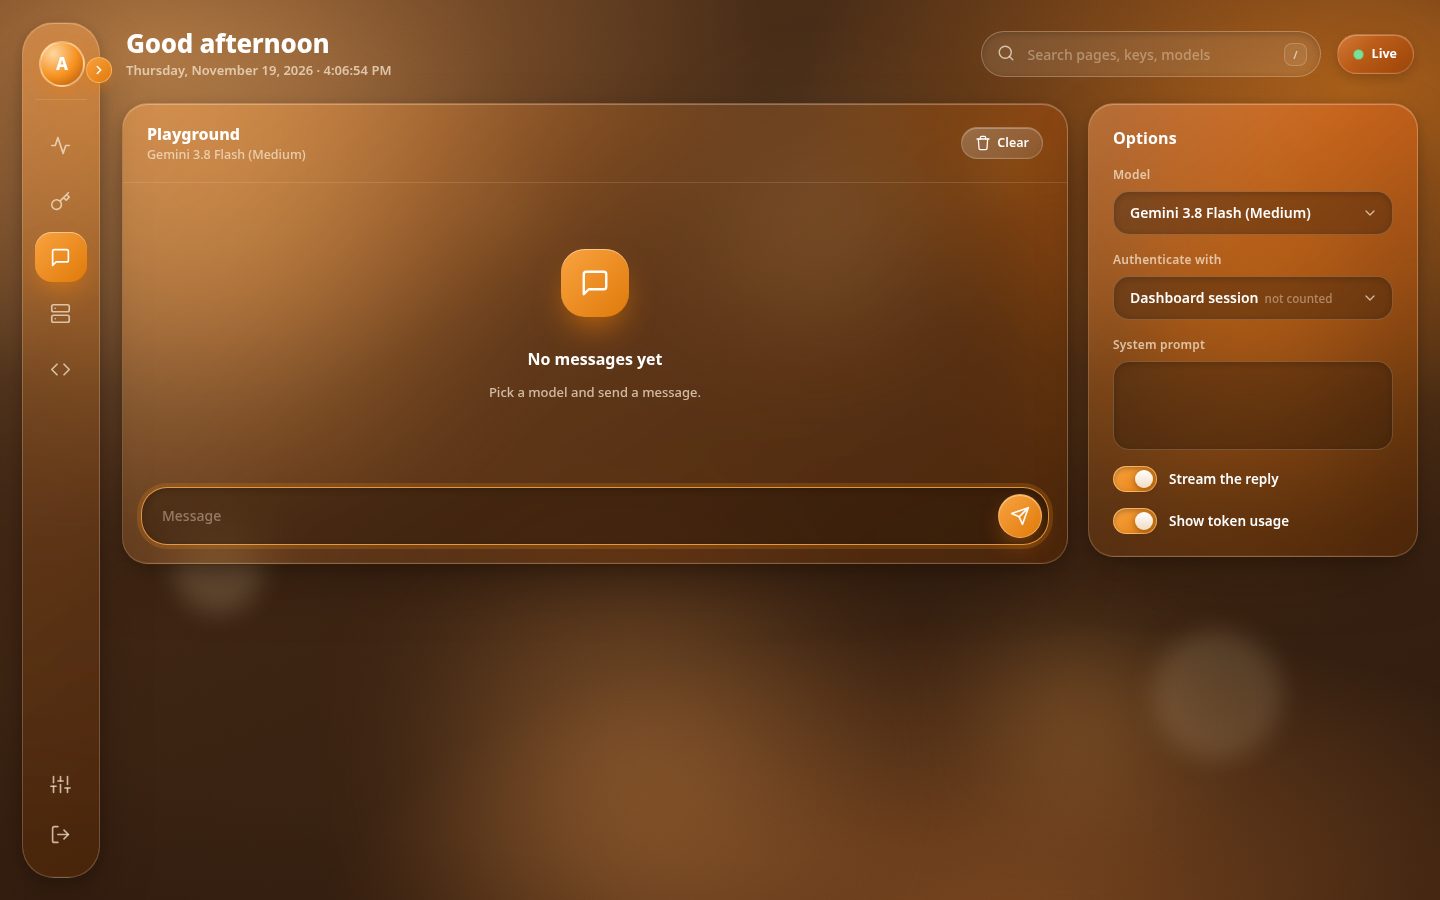 A
Good afternoon
Thursday, November 19, 2026 · 4:06:54 PM
Search pages, keys, models
/
Live
Playground
Gemini 3.8 Flash (Medium)
Clear
No messages yet
Pick a model and send a message.
Message
Options
Model
Gemini 3.8 Flash (Medium)
Authenticate with
Dashboard session not counted
System prompt
Stream the reply
Show token usage